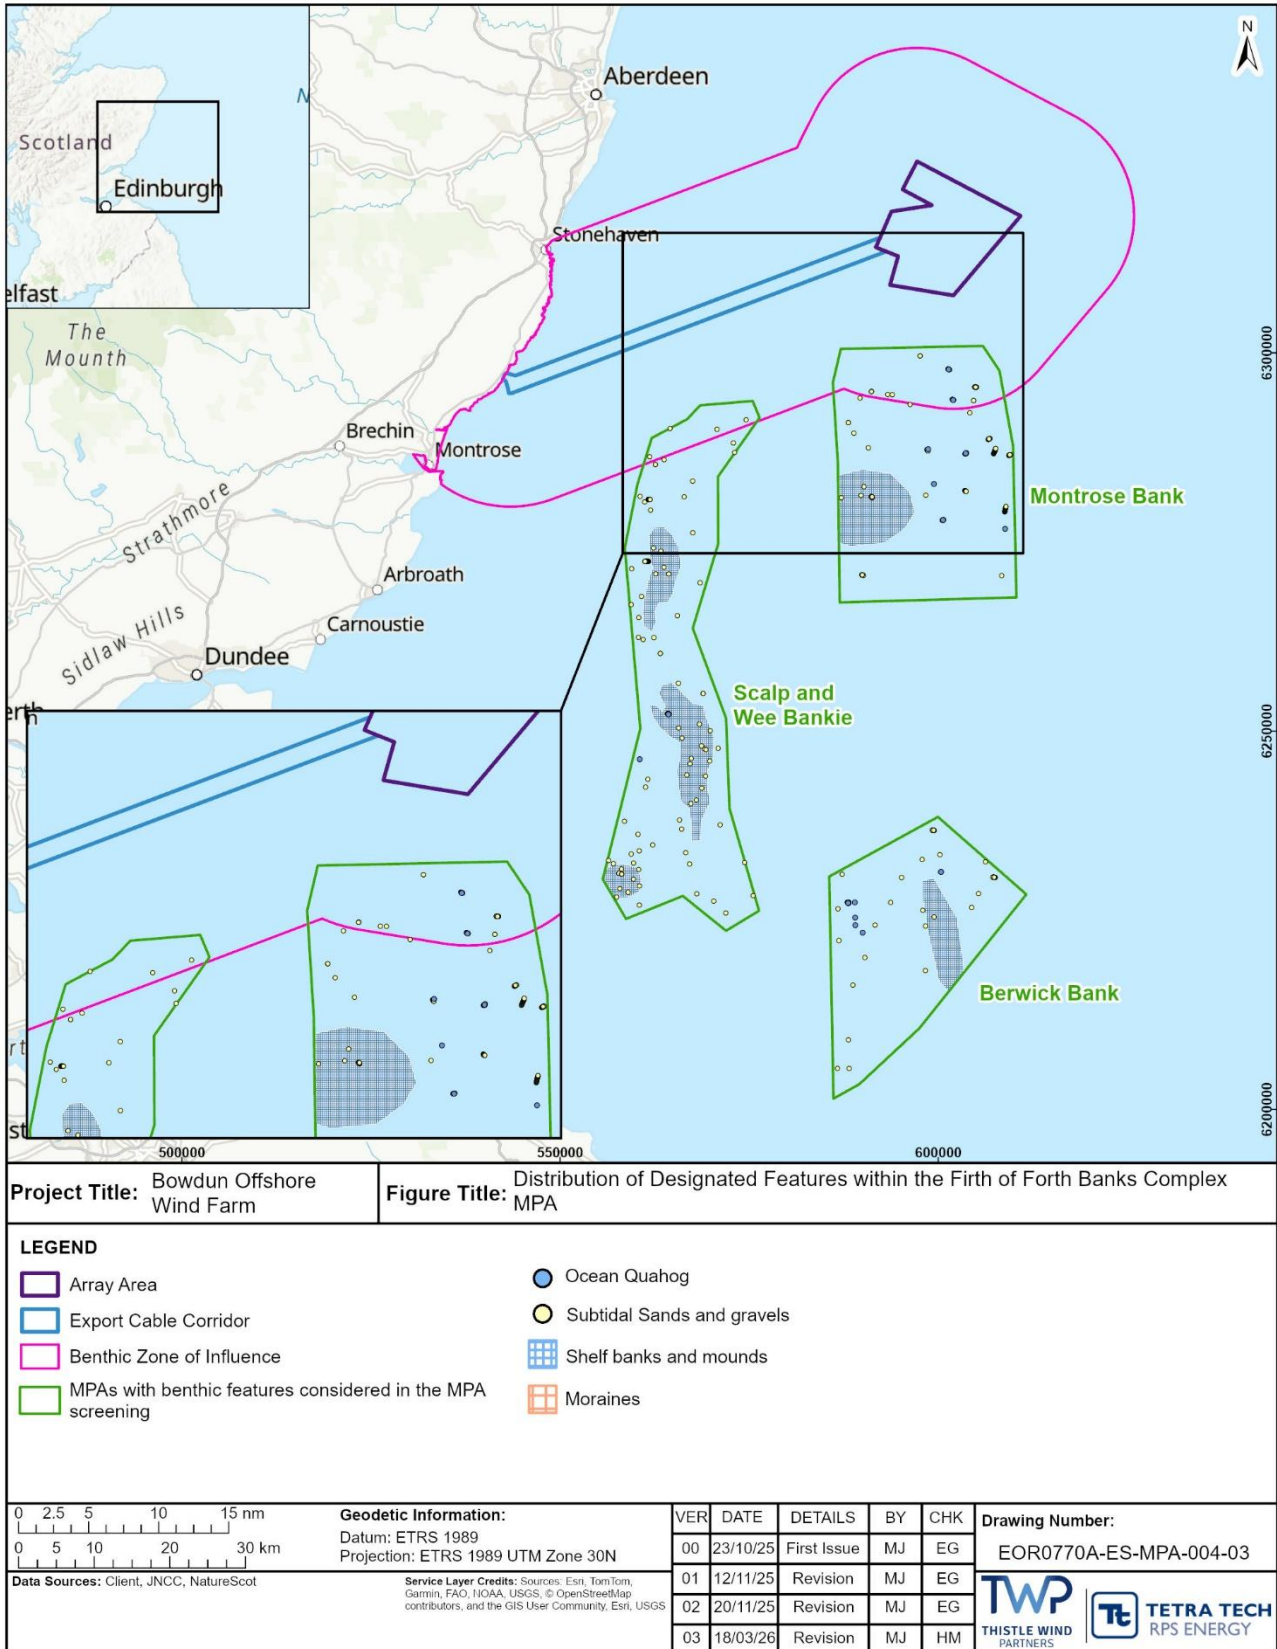 N
Scotland
Edinburgh
elfast
N
Aberdeen
Stonehaven
The
Mounth
Brechin
Montrose
Strathmore
Arbroath
Carnoustie
Sidlaw Hills
Dundee
erth
Montrose Bank
Scalp and
Wee Bankie
Berwick Bank
6300000
6250000
6200000
st
500000
550000
600000
Project Title: Bowdun Offshore
Wind Farm
Figure Title: Distribution of Designated Features within the Firth of Forth Banks Complex
MPA
LEGEND
Array Area
Export Cable Corridor
Benthic Zone of Influence
MPAs with benthic features considered in the MPA
screening
Ocean Quahog
Subtidal Sands and gravels
Shelf banks and mounds
Moraines
0 2.5 5 10 15 nm
0 5 10 20 30 km
Geodetic Information:
Datum: ETRS 1989
Projection: ETRS 1989 UTM Zone 30N
Data Sources: Client, JNCC, NatureScot
Service Layer Credits: Sources: Esri, TomTom,
Garmin, FAO, NOAA, USGS, © OpenStreetMap
contributors, and the GIS User Community, Esri, USGS
VER DATE DETAILS BY CHK
00 23/10/25 First Issue MJ EG
01 12/11/25 Revision MJ EG
02 20/11/25 Revision MJ EG
03 18/03/26 Revision MJ HM
Drawing Number:
EOR0770A-ES-MPA-004-03
TWP
THISTLE WIND
PARTNERS
Tt
TETRA TECH
RPS ENERGY